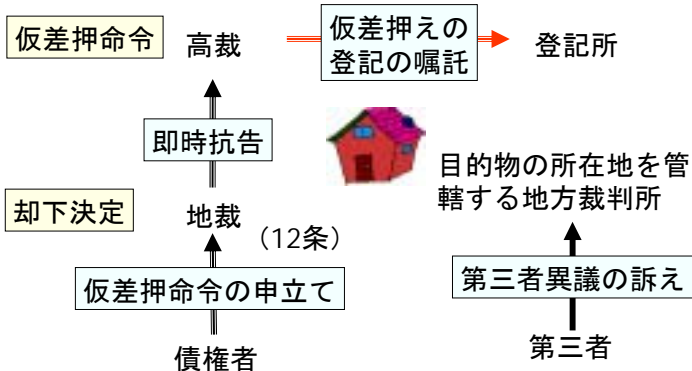 仮差押命令
高裁
仮差押えの
登記の嘱託
登記所
即時抗告
目的物の所在地を管
轄する地方裁判所
却下決定
地裁
（12条）
仮差押命令の申立て
第三者異議の訴え
債権者
第三者